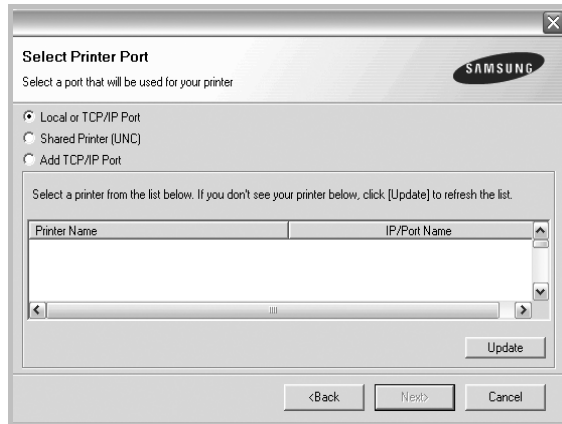 Select Printer Port
Select a port that will be used for your printer
SAMSUNG
Local or TCP/IP Port
Shared Printer (UNC)
Add TCP/IP Port
Select a printer from the list below. If you don't see your printer below, click [Update] to refresh the list.
Printer Name IP/Port Name
Update
<Back Next> Cancel